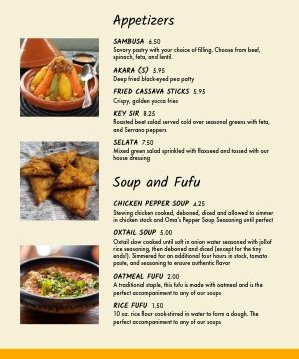 Appetizers
SAMBUSA 6.50
Savory pastry with your choice of filling. Choose from beef,
spinach, feta, and lentil.
AKARA (5) 5.95
Deep fried black-eyed pea patty
FRIED CASSAVA STICKS 5.95
Crispy, golden yucca fries
KEY SIR 8.25
Roasted beet salad served cold over seasonal greens with feta,
and Serrano peppers
SELATA 7.50
Mixed green salad sprinkled with flaxseed and tossed with our
house dressing
Soup and Fufu
CHICKEN PEPPER SOUP 4.25
Stewing chicken cooked, deboned, diced and allowed to simmer
in chicken stock and Oma's Pepper Soup Seasoning until perfect
OXTAIL SOUP 5.00
Oxtail slow cooked until soft in onion water seasoned with jollof
rice seasoning, then deboned and diced (except for the tiny
ends!). Simmered for an additional four hours in stock, tomato
paste, and seasoning to ensure authentic flavor
OATMEAL FUFU 2.00
A traditional staple, this fufu is made with oatmeal and is the
perfect accompaniment to any of our soups
RICE FUFU 1.50
10 oz. rice flour cook-stirred in water to form a dough. The
perfect accompaniment to any of our soups